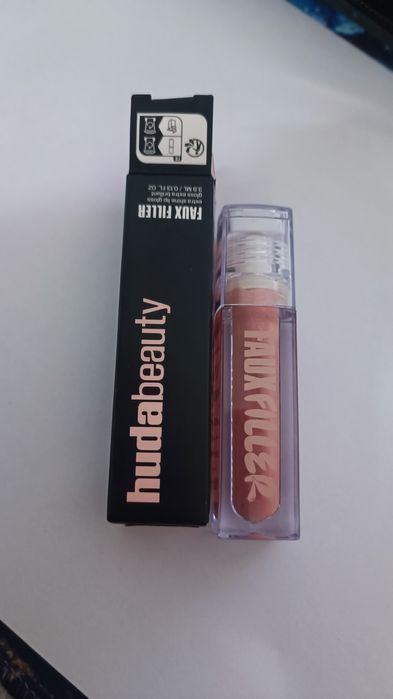 hudabeauty
FAUX FILLER
extra shine lip gloss
gloss extra brillant
3.9 ML / 0.13 FL. OZ
FAUX FILLER